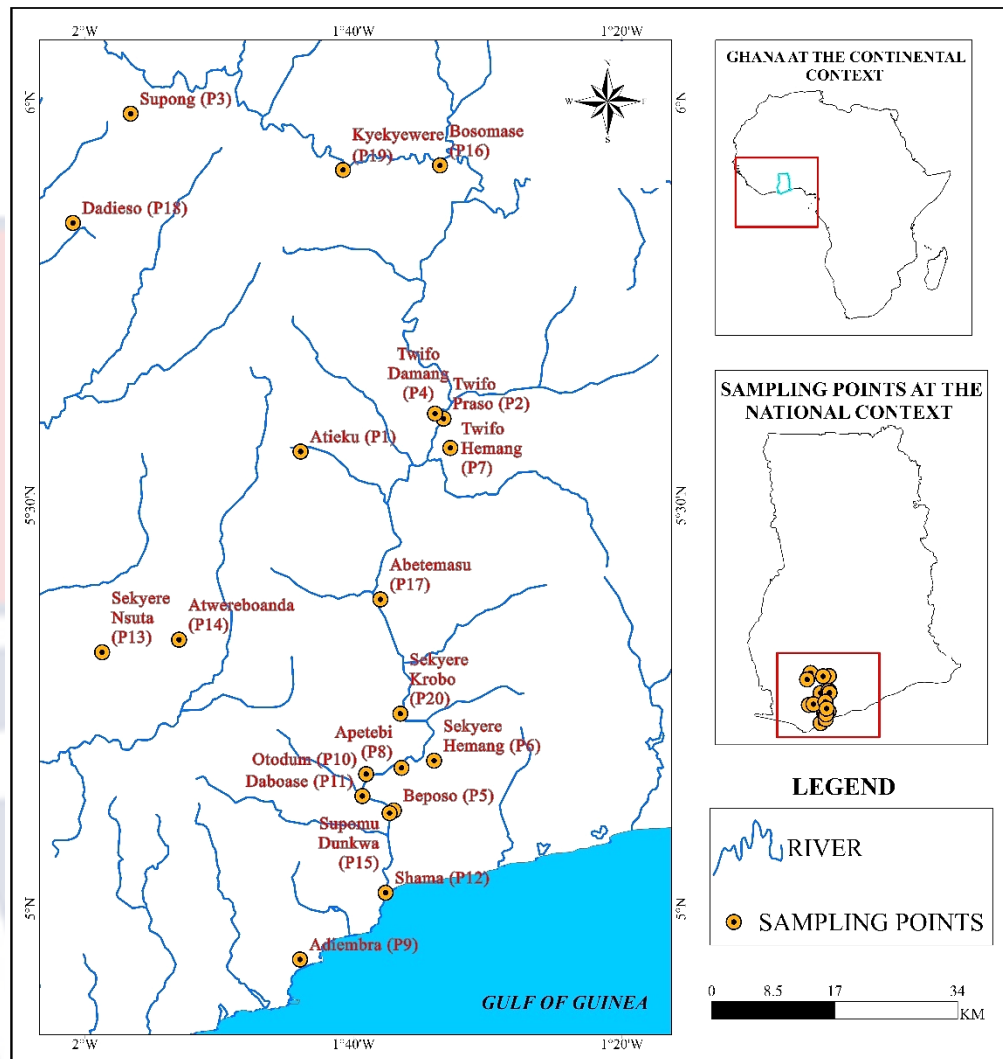 2°W
1°40'W
1°20'W
6°N
6°N
5°30'N
5°30'N
5°N
5°N
2°W
1°40'W
1°20'W
Supong (P3)
Kyekyewere
(P19)
Bosomase
(P16)
Dadieso (P18)
Twifo
Damang
(P4)
Twifo
Praso (P2)
Twifo
Hemang
(P7)
Atieku (P1)
Abetemasu
(P17)
Sekyere
Nsuta
(P13)
Atwereboanda
(P14)
Sekyere
Krobo
(P20)
Apetebi
(P8)
Sekyere
Hemang (P6)
Otodum (P10)
Daboase (P11)
Beposo (P5)
Supomu
Dunkwa
(P15)
Shama (P12)
Adiembra (P9)
GULF OF GUINEA
W
E
S
GHANA AT THE CONTINENTAL
CONTEXT
SAMPLING POINTS AT THE
NATIONAL CONTEXT
LEGEND
RIVER
SAMPLING POINTS
0
8.5
17
34
KM